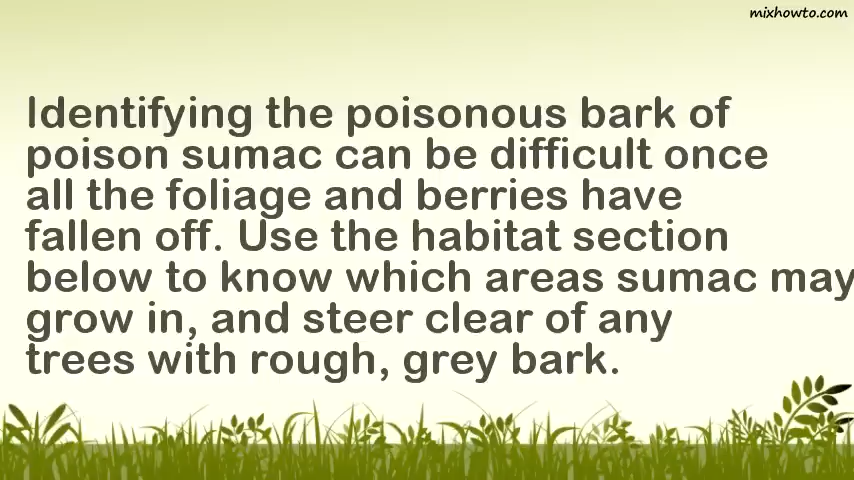 mixhowto.com
Identifying the poisonous bark of
poison sumac can be difficult once
all the foliage and berries have
fallen off. Use the habitat section
below to know which areas sumac may
grow in, and steer clear of any
trees with rough, grey bark.